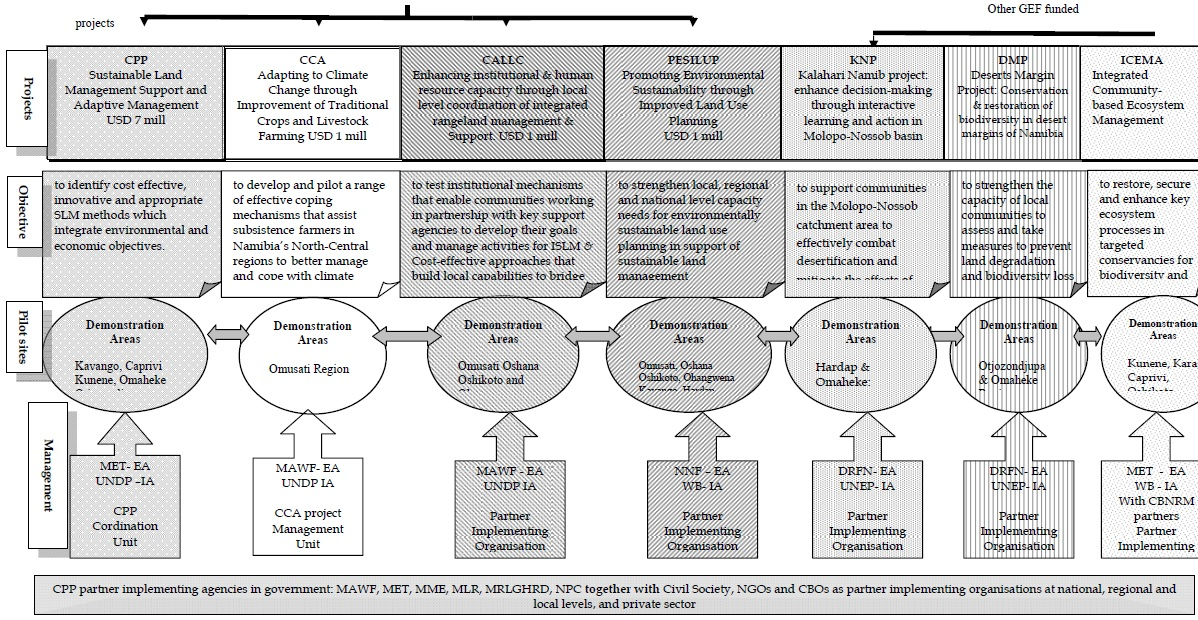 projects
Other GEF funded
Projects
CPP
Sustainable Land
Management Support and
Adaptive Management
USD 7 mill
CCA
Adapting to Climate
Change through
Improvement of Traditional
Crops and Livestock
Farming USD 1 mill
CALLC
Enhancing institutional & human
resource capacity through local
level coordination of integrated
rangeland management &
Support. USD 1 mill
PESILUP
Promoting Environmental
Sustainability through
Improved Land Use
Planning
USD 1 mill
KNP
Kalahari Namib project:
enhance decision-making
through interactive
learning and action in
Molopo-Nossob basin
DMP
Deserts Margin
Project: Conservation
& restoration of
biodiversity in desert
margins of Namibia
ICEMA
Integrated
Community-
based Ecosystem
Management
Objective
to identify cost effective,
innovative and appropriate
SLM methods which
integrate environmental and
economic objectives.
to develop and pilot a range
of effective coping
mechanisms that assist
subsistence farmers in
Namibia's North-Central
regions to better manage
and cope with climate
to test institutional mechanisms
that enable communities working
in partnership with key support
agencies to develop their goals
and manage activities for ISLM &
Cost-effective approaches that
build local capabilities to bridge
to strengthen local, regional
and national level capacity
needs for environmentally
sustainable land use
planning in support of
sustainable land
management
to support communities
in the Molopo-Nossob
catchment area to
effectively combat
desertification and
mitigate the effects of
to strengthen the
capacity of local
communities to
assess and take
measures to prevent
land degradation
and biodiversity loss
to restore, secure
and enhance key
ecosystem
processes in
targeted
conservancies for
biodiversity and
Pilot sites
Demonstration
Areas
Kavango, Caprivi
Kunene, Omaheke
Demonstration
Areas
Omusati Region
Demonstration
Areas
Omusati Oshana
Oshikoto and
Demonstration
Areas
Omusati, Oshana
Oshikoto, Ohangwena
Kavango, Hardap
Demonstration
Areas
Hardap &
Omaheke:
Demonstration
Areas
Otjozondjupa
& Omaheke
Demonstration
Areas
Kunene, Kara
Caprivi,
Oshikoto
Management
MET- EA
UNDP –IA
CPP
Cordination
Unit
MAWF- EA
UNDP IA
CCA project
Management
Unit
MAWF - EA
UNDP IA
Partner
Implementing
Organisation
NNF – EA
WB- IA
Partner
Implementing
Organisation
DRFN- EA
UNEP- IA
Partner
Implementing
Organisation
DRFN- EA
UNEP- IA
Partner
Implementing
Organisation
MET - EA
WB - IA
With CBNRM
partners
Partner
Implementing
CPP partner implementing agencies in government: MAWF, MET, MME, MLR, MRLGHRD, NPC together with Civil Society, NGOs and CBOs as partner implementing organisations at national, regional and
local levels, and private sector